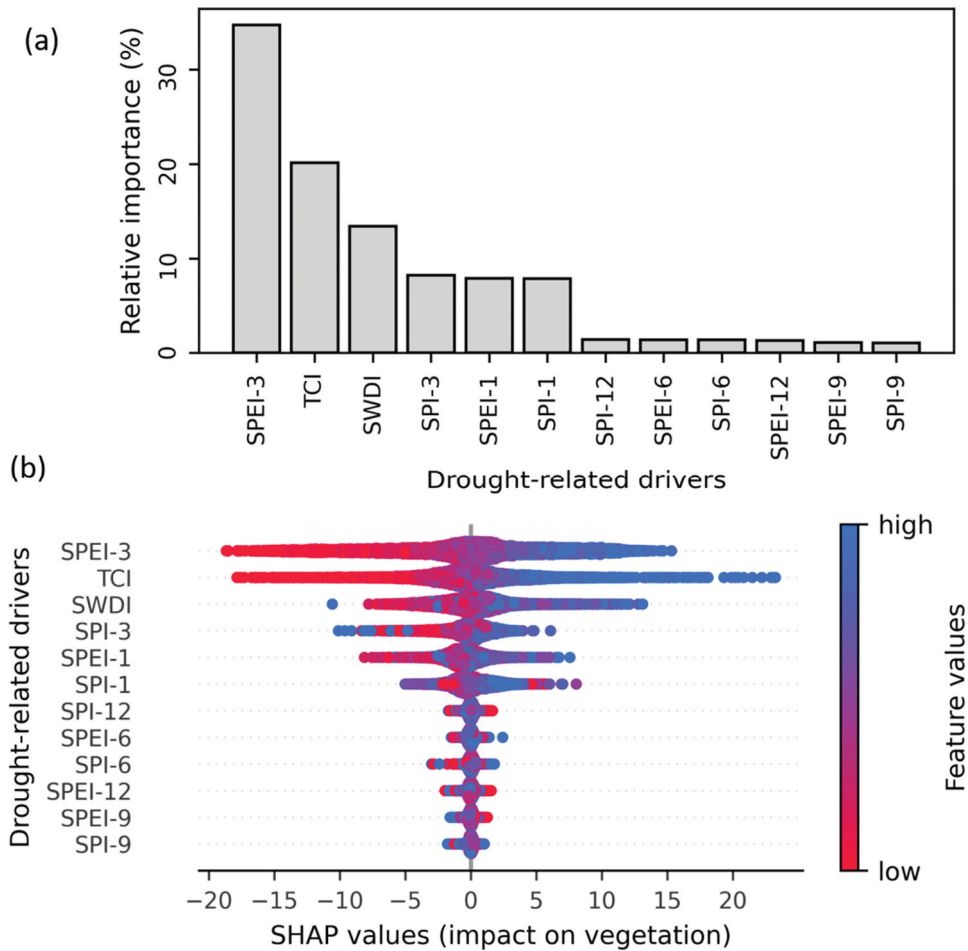 (a)
Relative importance (%)
30
20
10
0
SPEI-3
TCI
SWDI
SPI-3
SPEI-1
SPI-1
SPI-12
SPEI-6
SPI-6
SPEI-12
SPEI-9
SPI-9
Drought-related drivers
(b)
Drought-related drivers
SPEI-3
TCI
SWDI
SPI-3
SPEI-1
SPI-1
SPI-12
SPEI-6
SPI-6
SPEI-12
SPEI-9
SPI-9
−20 −15 −10 −5 0 5 10 15 20
SHAP values (impact on vegetation)
high
Feature values
low